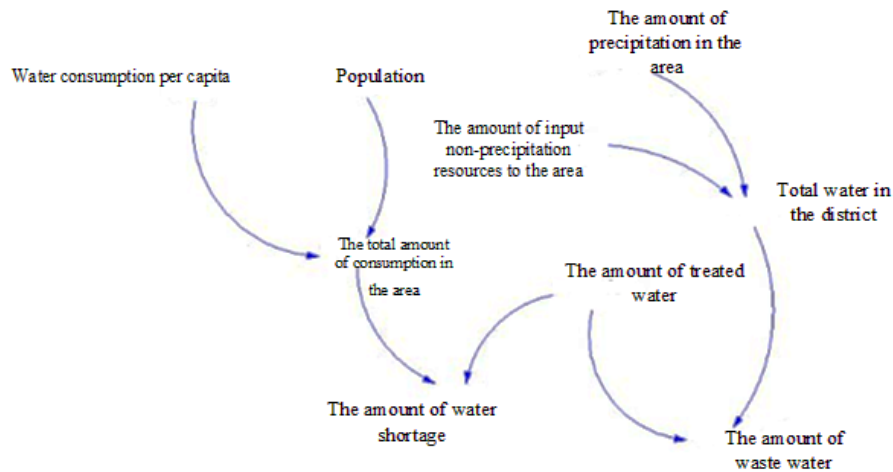 The amount of
precipitation in the
area
Water consumption per capita
Population
The amount of input
non-precipitation
resources to the area
Total water in
the district
The total amount
of consumption in
the area
The amount of treated
water
The amount of water
shortage
The amount of
waste water